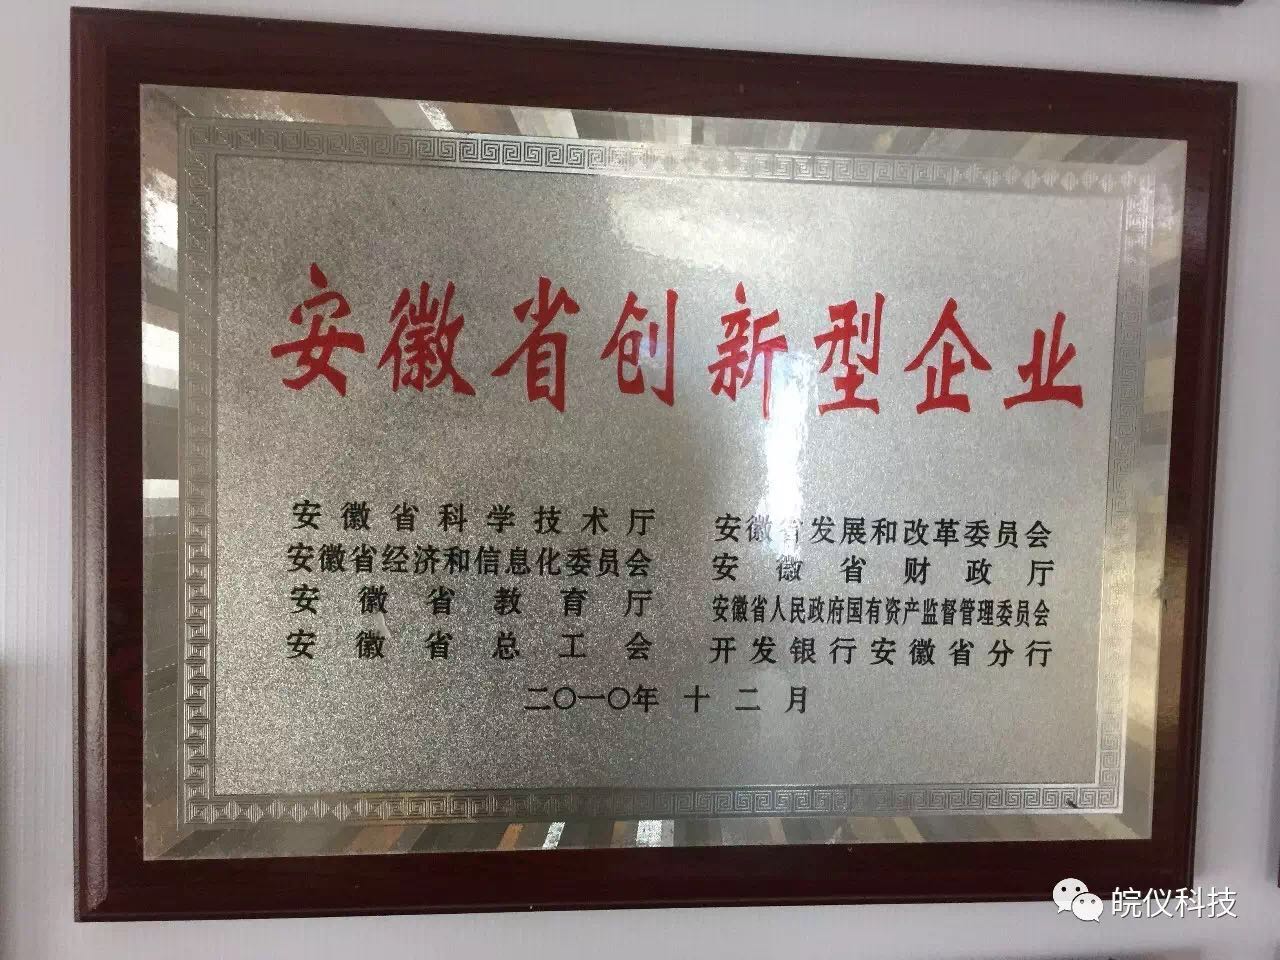 安徽省创新型企业
安徽省科学技术厅
安徽省发展和改革委员会
安徽省经济和信息化委员会
安徽省财政厅
安徽省教育厅
安徽省人民政府国有资产监督管理委员会
安徽省总工会
开发银行安徽省分行
二〇一〇年 十二月
皖仪科技